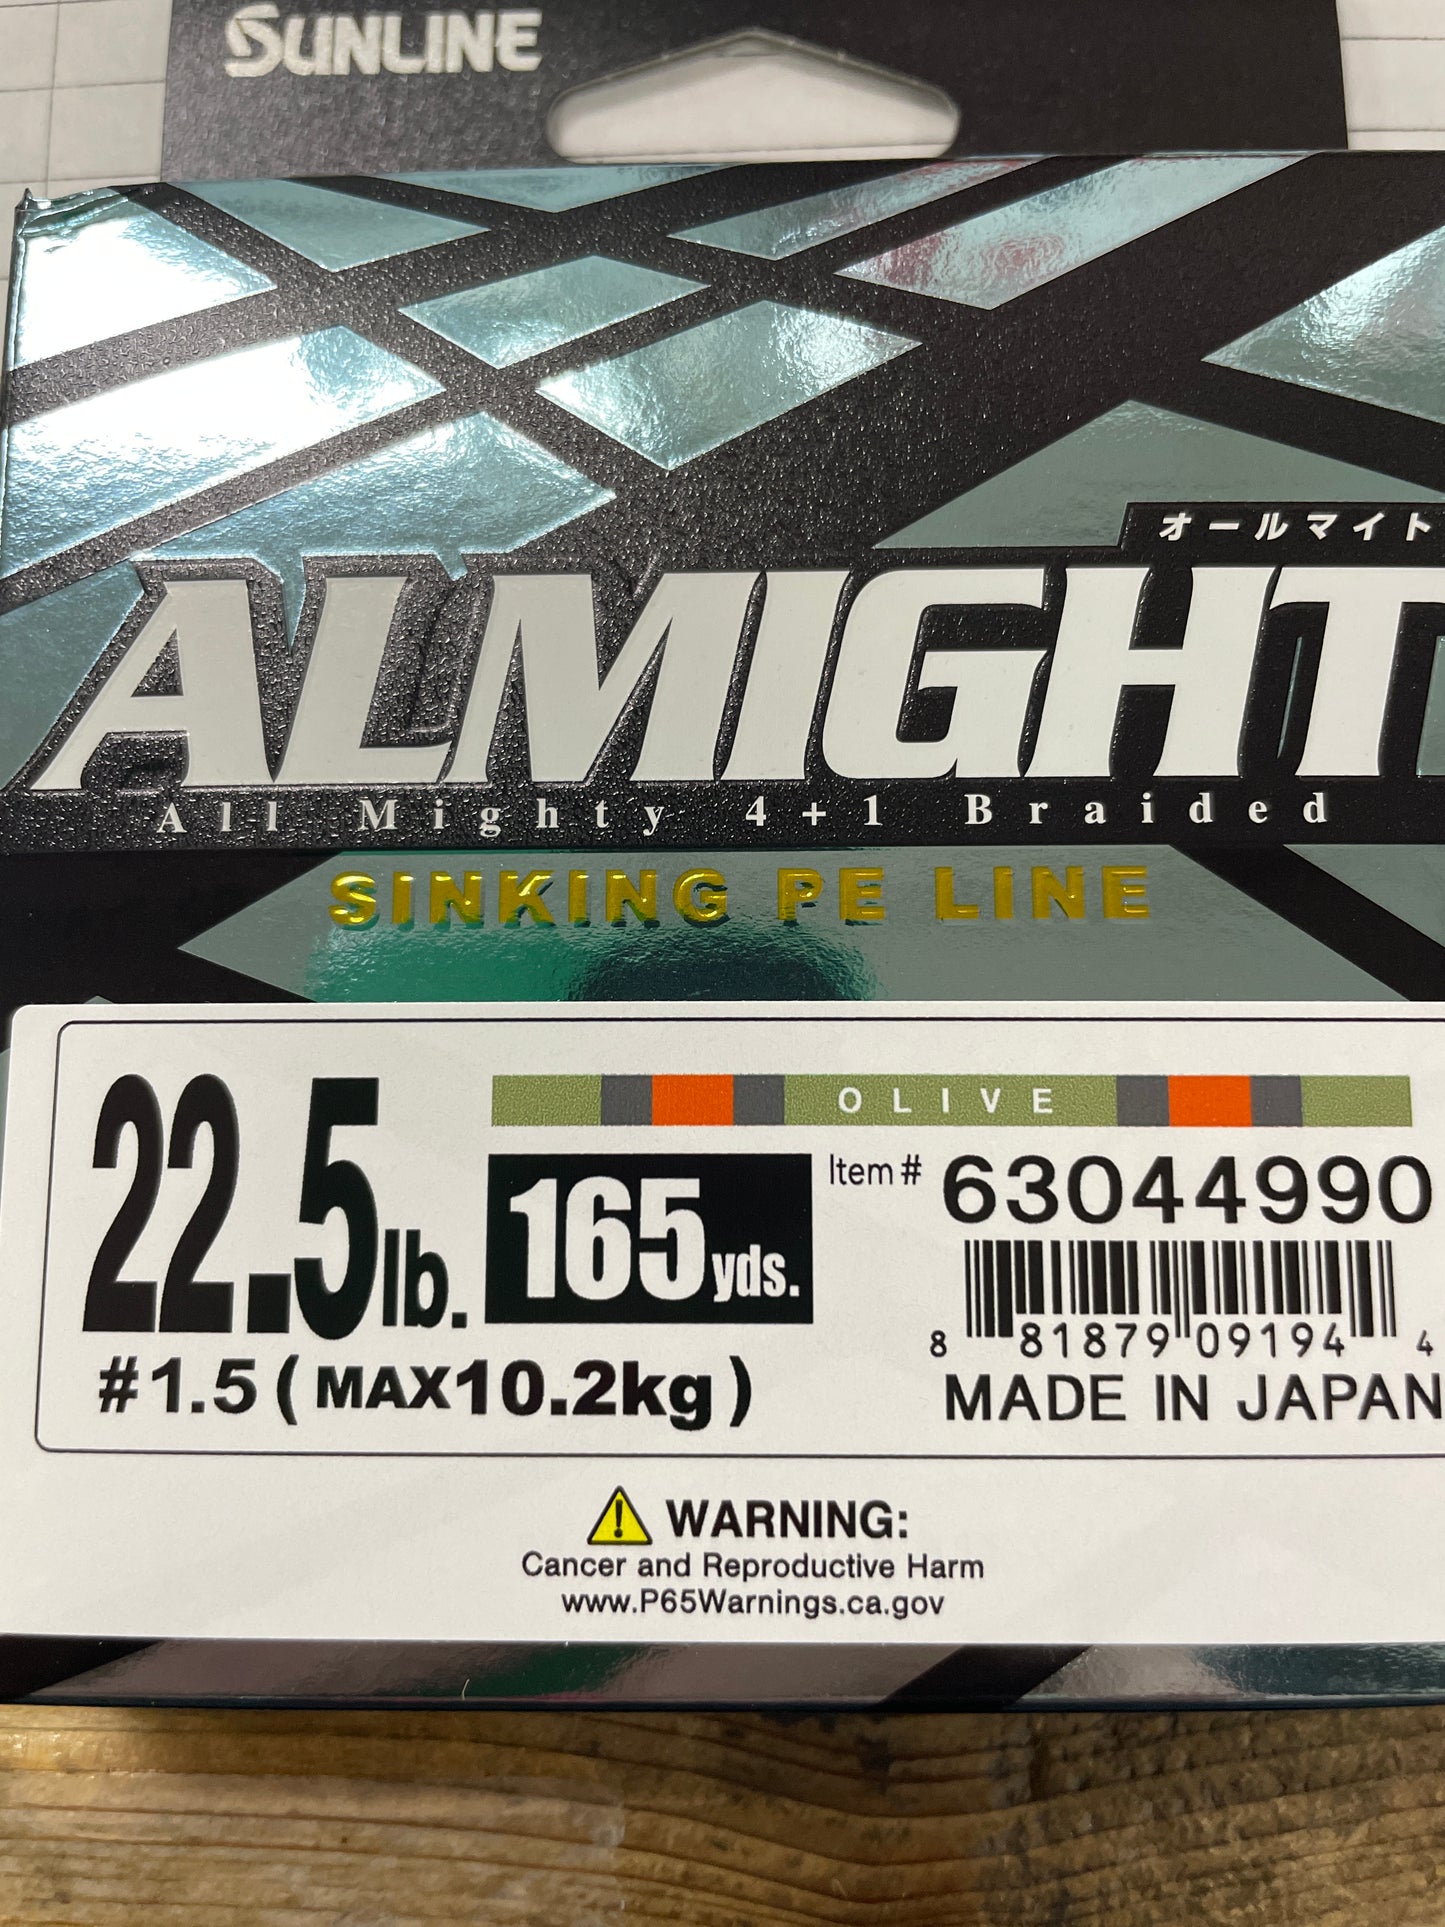 SUNLINE
オールマイト
ALMIGHT
All Mighty 4+1 Braided
SINKING PE LINE
OLIVE
22.5lb. 165yds.
Item# 63044990
#1.5 (MAX10.2kg)
8 81879 09194 4
MADE IN JAPAN
WARNING:
Cancer and Reproductive Harm
www.P65Warnings.ca.gov